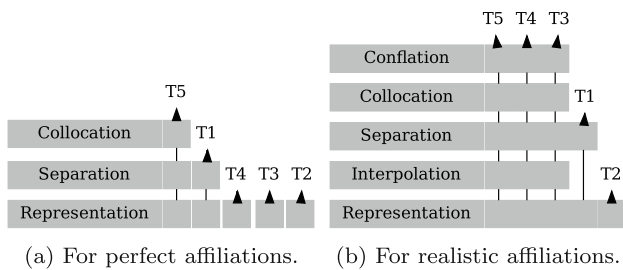 T5
Collocation
T1
Separation
T4 T3 T2
Representation
(a) For perfect affiliations.
T5 T4 T3
Conflation
Collocation
T1
Separation
Interpolation
T2
Representation
(b) For realistic affiliations.